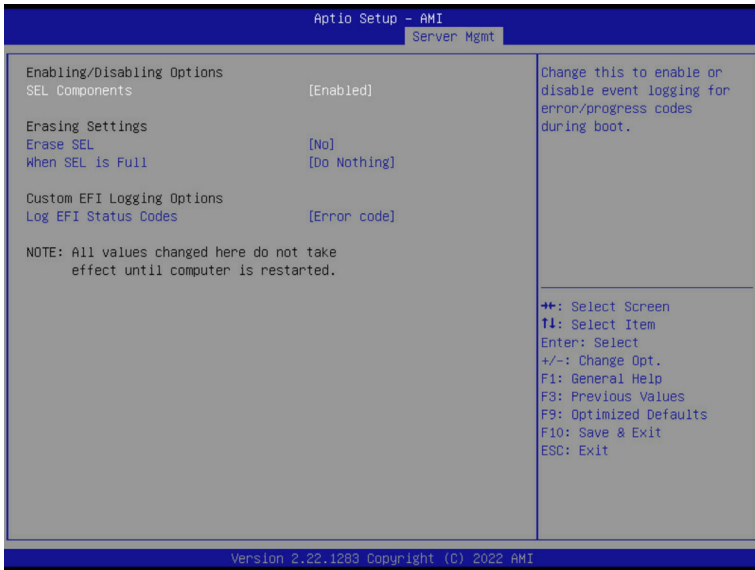 Aptio Setup – AMI
Server Mgmt
Enabling/Disabling Options
SEL Components [Enabled]
Erasing Settings
Erase SEL [No]
When SEL is Full [Do Nothing]
Custom EFI Logging Options
Log EFI Status Codes [Error code]
NOTE: All values changed here do not take
effect until computer is restarted.
Change this to enable or
disable event logging for
error/progress codes
during boot.
→←: Select Screen
↑↓: Select Item
Enter: Select
+/-: Change Opt.
F1: General Help
F3: Previous Values
F9: Optimized Defaults
F10: Save & Exit
ESC: Exit
Version 2.22.1283 Copyright (C) 2022 AMI